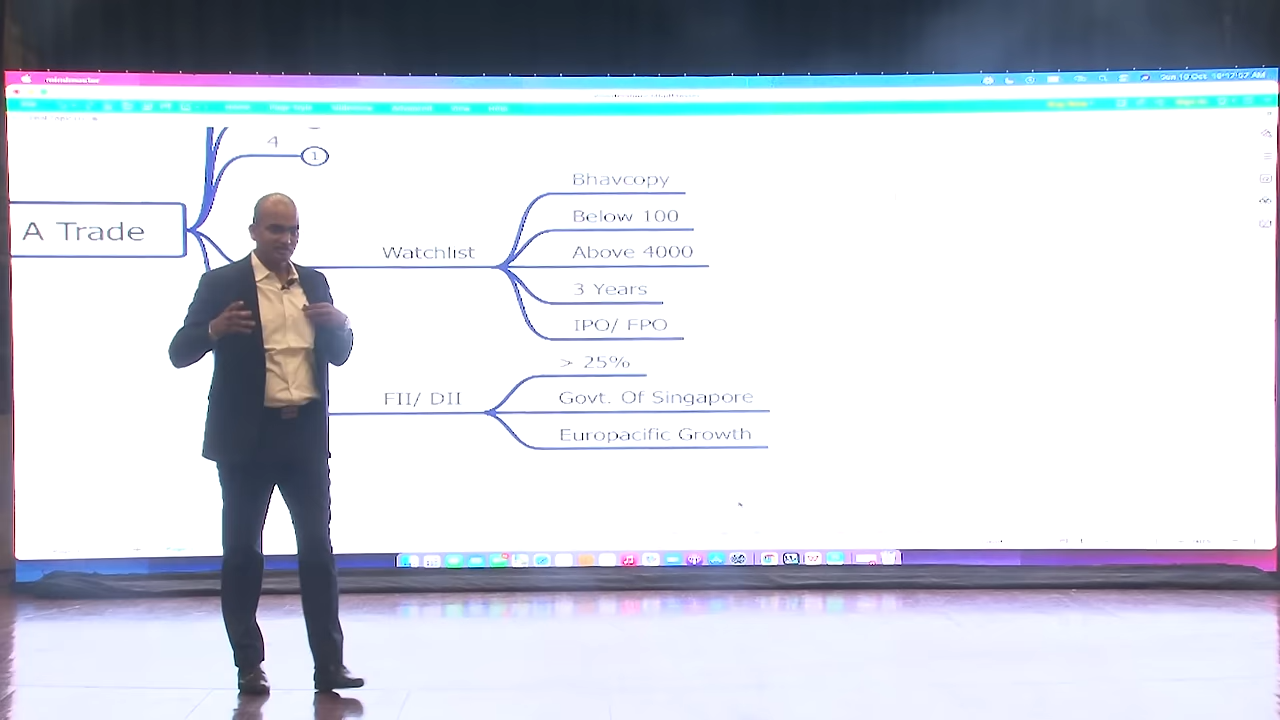 4
1
A Trade
Watchlist
Bhavcopy
Below 100
Above 4000
3 Years
IPO/ FPO
FII/ DII
> 25%
Govt. Of Singapore
Europacific Growth